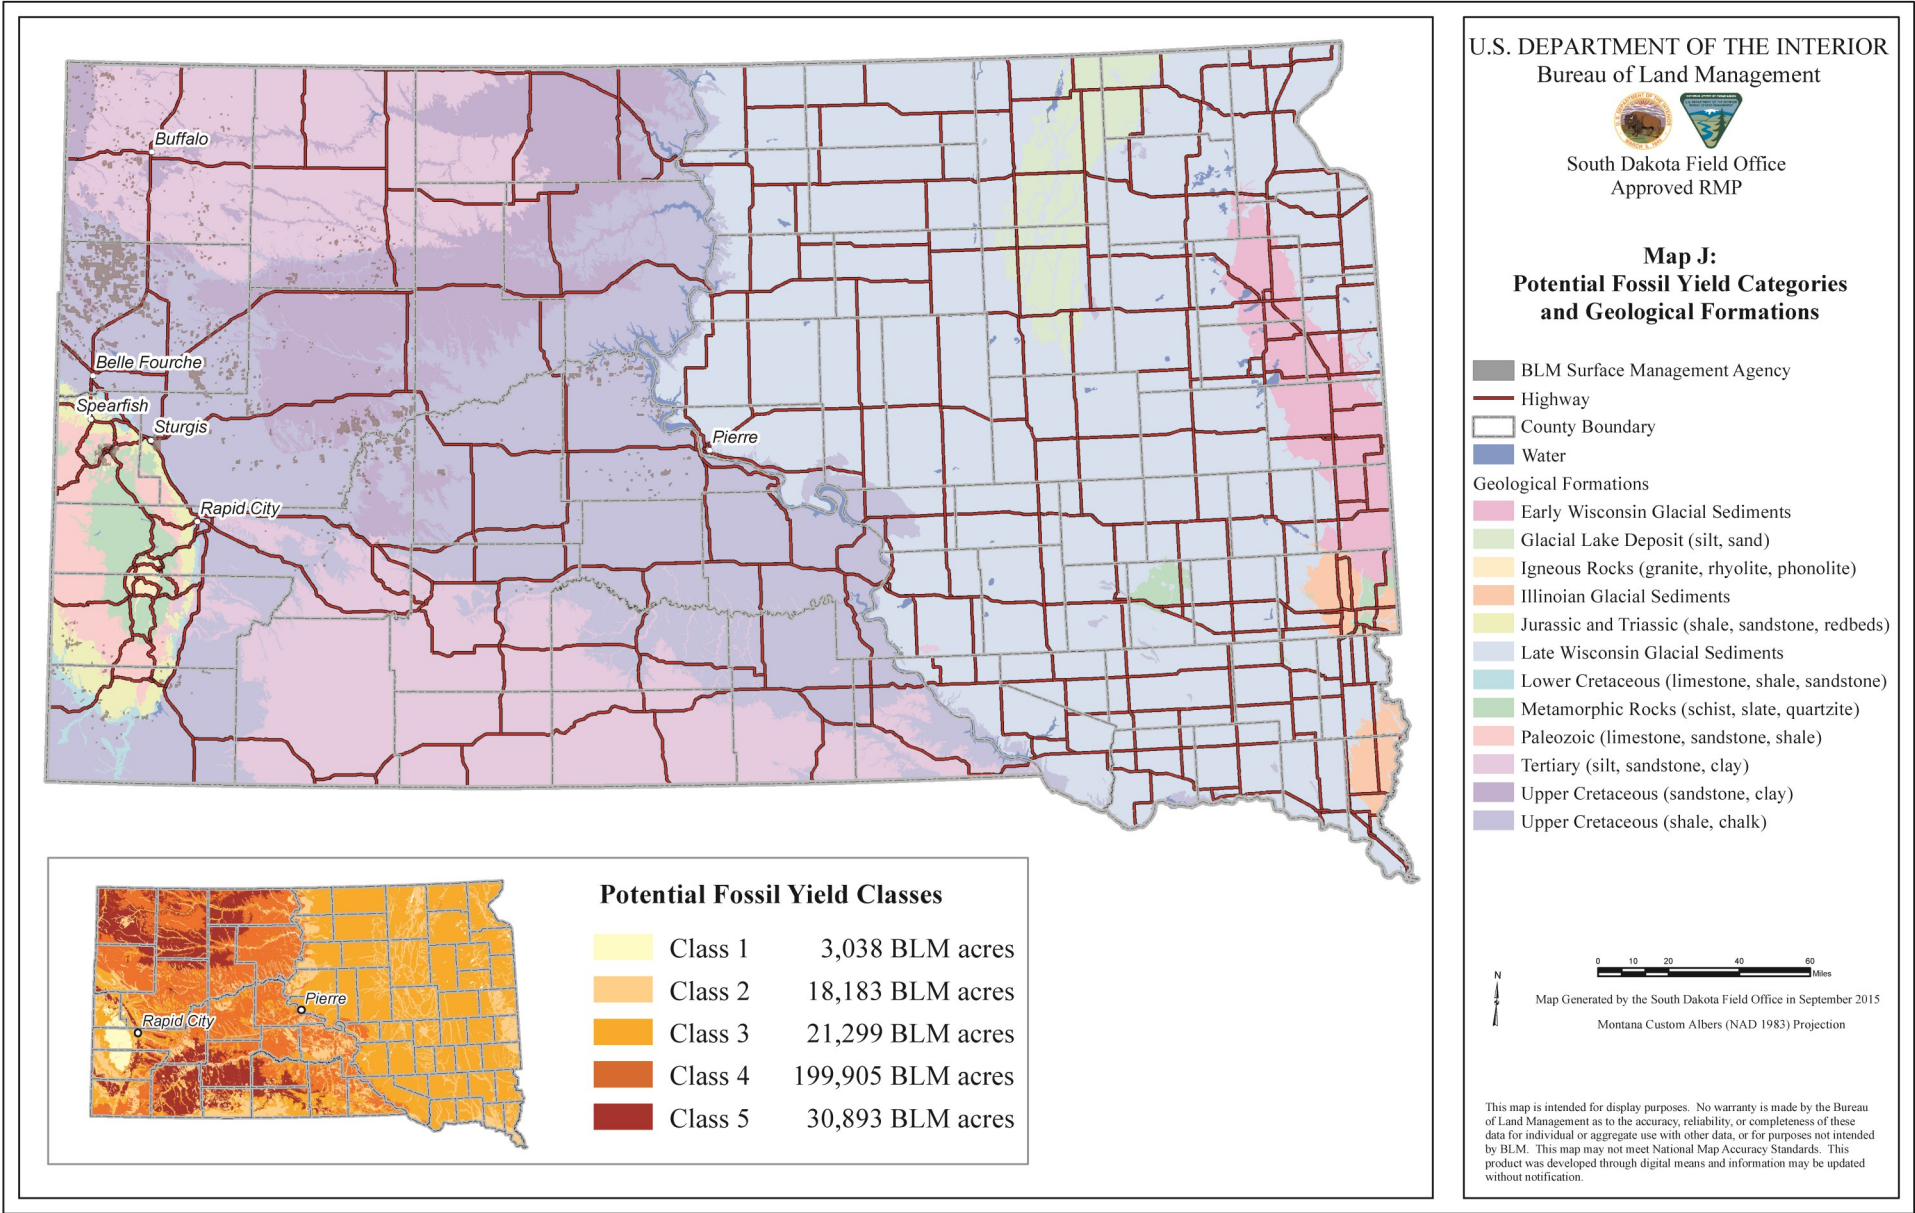 U.S. DEPARTMENT OF THE INTERIOR
Bureau of Land Management
South Dakota Field Office
Approved RMP
Map J:
Potential Fossil Yield Categories
and Geological Formations
BLM Surface Management Agency
Highway
County Boundary
Water
Geological Formations
Early Wisconsin Glacial Sediments
Glacial Lake Deposit (silt, sand)
Igneous Rocks (granite, rhyolite, phonolite)
Illinoian Glacial Sediments
Jurassic and Triassic (shale, sandstone, redbeds)
Late Wisconsin Glacial Sediments
Lower Cretaceous (limestone, shale, sandstone)
Metamorphic Rocks (schist, slate, quartzite)
Paleozoic (limestone, sandstone, shale)
Tertiary (silt, sandstone, clay)
Upper Cretaceous (sandstone, clay)
Upper Cretaceous (shale, chalk)
0 10 20 40 60
Miles
N
Map Generated by the South Dakota Field Office in September 2015
Montana Custom Albers (NAD 1983) Projection
This map is intended for display purposes. No warranty is made by the Bureau
of Land Management as to the accuracy, reliability, or completeness of these
data for individual or aggregate use with other data, or for purposes not intended
by BLM. This map may not meet National Map Accuracy Standards. This
product was developed through digital means and information may be updated
without notification.
Buffalo
Belle Fourche
Spearfish
Sturgis
Pierre
Rapid City
Potential Fossil Yield Classes
Class 1 3,038 BLM acres
Class 2 18,183 BLM acres
Class 3 21,299 BLM acres
Class 4 199,905 BLM acres
Class 5 30,893 BLM acres
Pierre
Rapid City